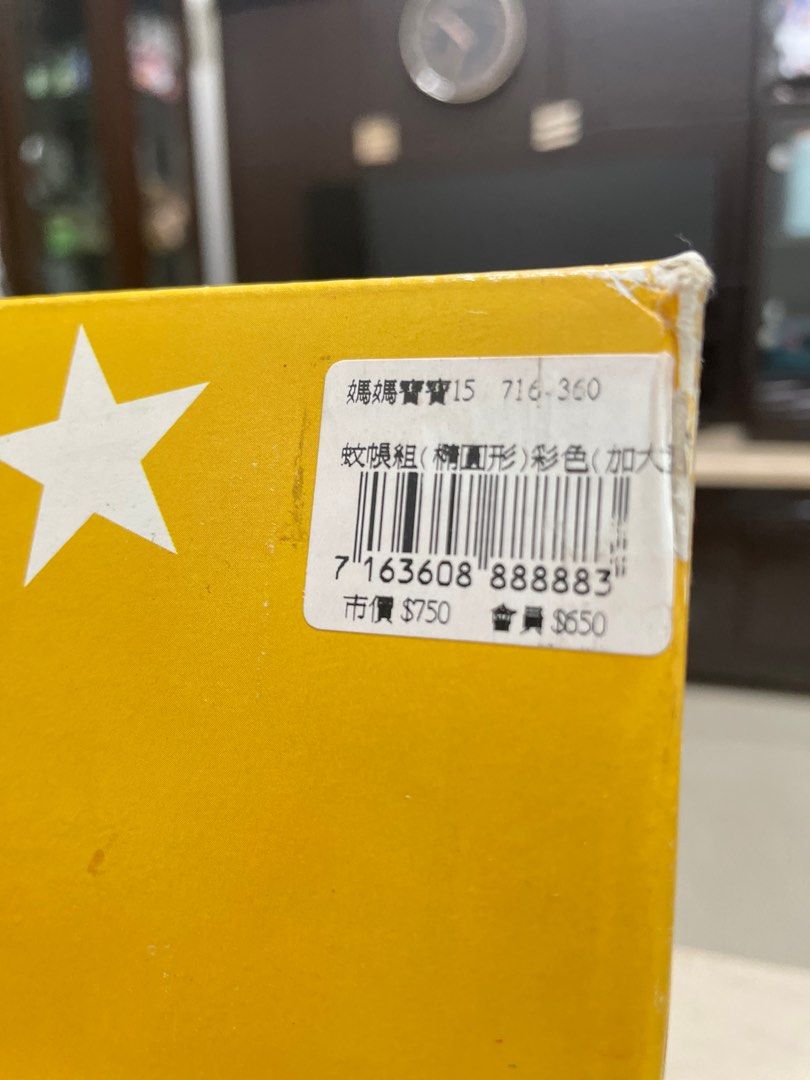 媽媽寶寶15 716-360
蚊帳組(橢圓形)彩色(加大
7 163608 888883
市價 $750 會員 $650